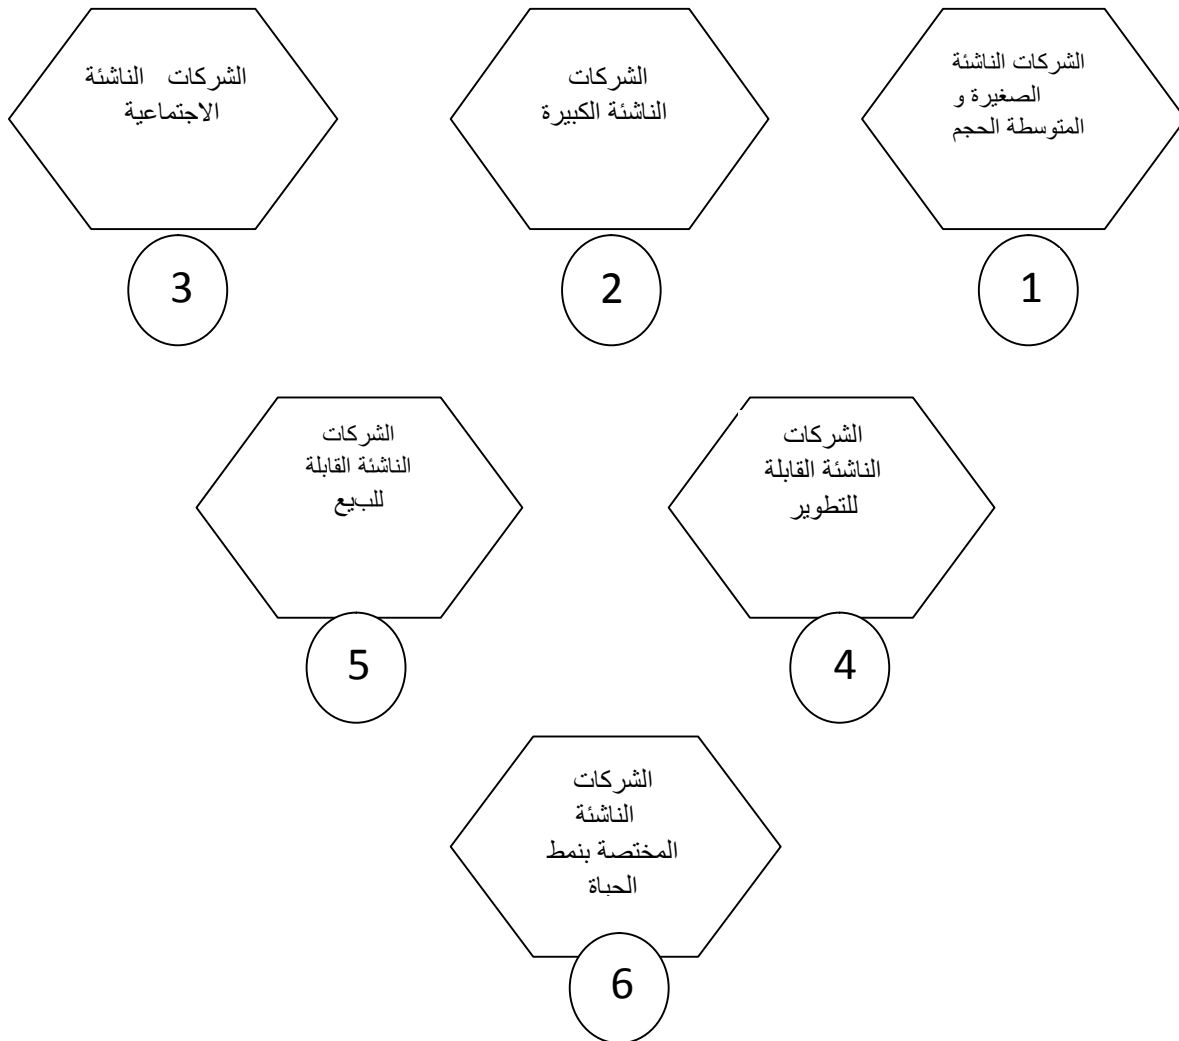 الشركات الناشئة
الصغيرة و
المتوسطة الحجم
1
الشركات
الناشئة الكبيرة
2
الشركات الناشئة
الاجتماعية
3
الشركات
الناشئة القابلة
للتطوير
4
الشركات
الناشئة القابلة
للبيع
5
الشركات
الناشئة
المختصة بنمط
الحياة
6